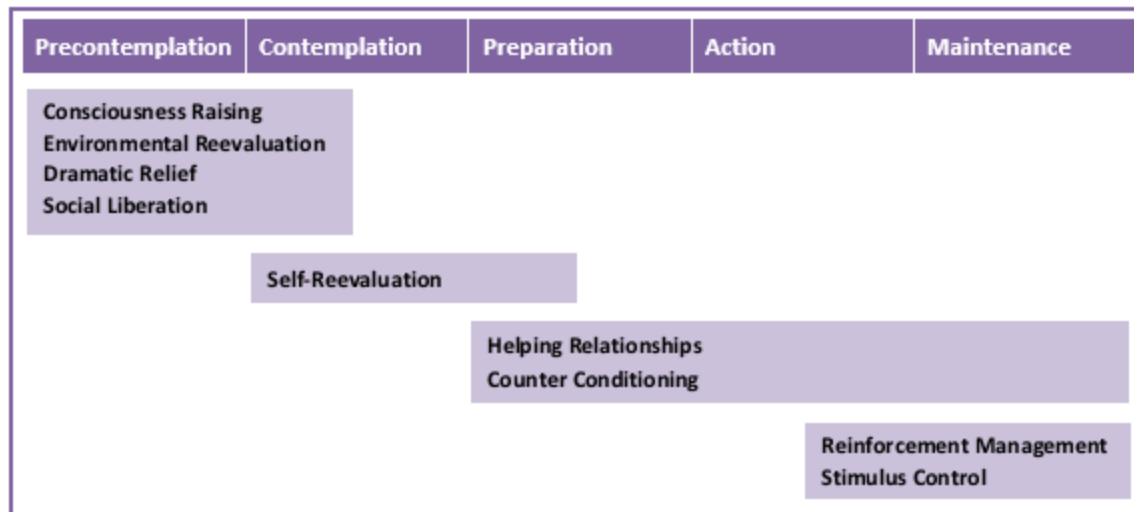 Precontemplation Contemplation Preparation Action Maintenance
Consciousness Raising
Environmental Reevaluation
Dramatic Relief
Social Liberation
Self-Reevaluation
Helping Relationships
Counter Conditioning
Reinforcement Management
Stimulus Control